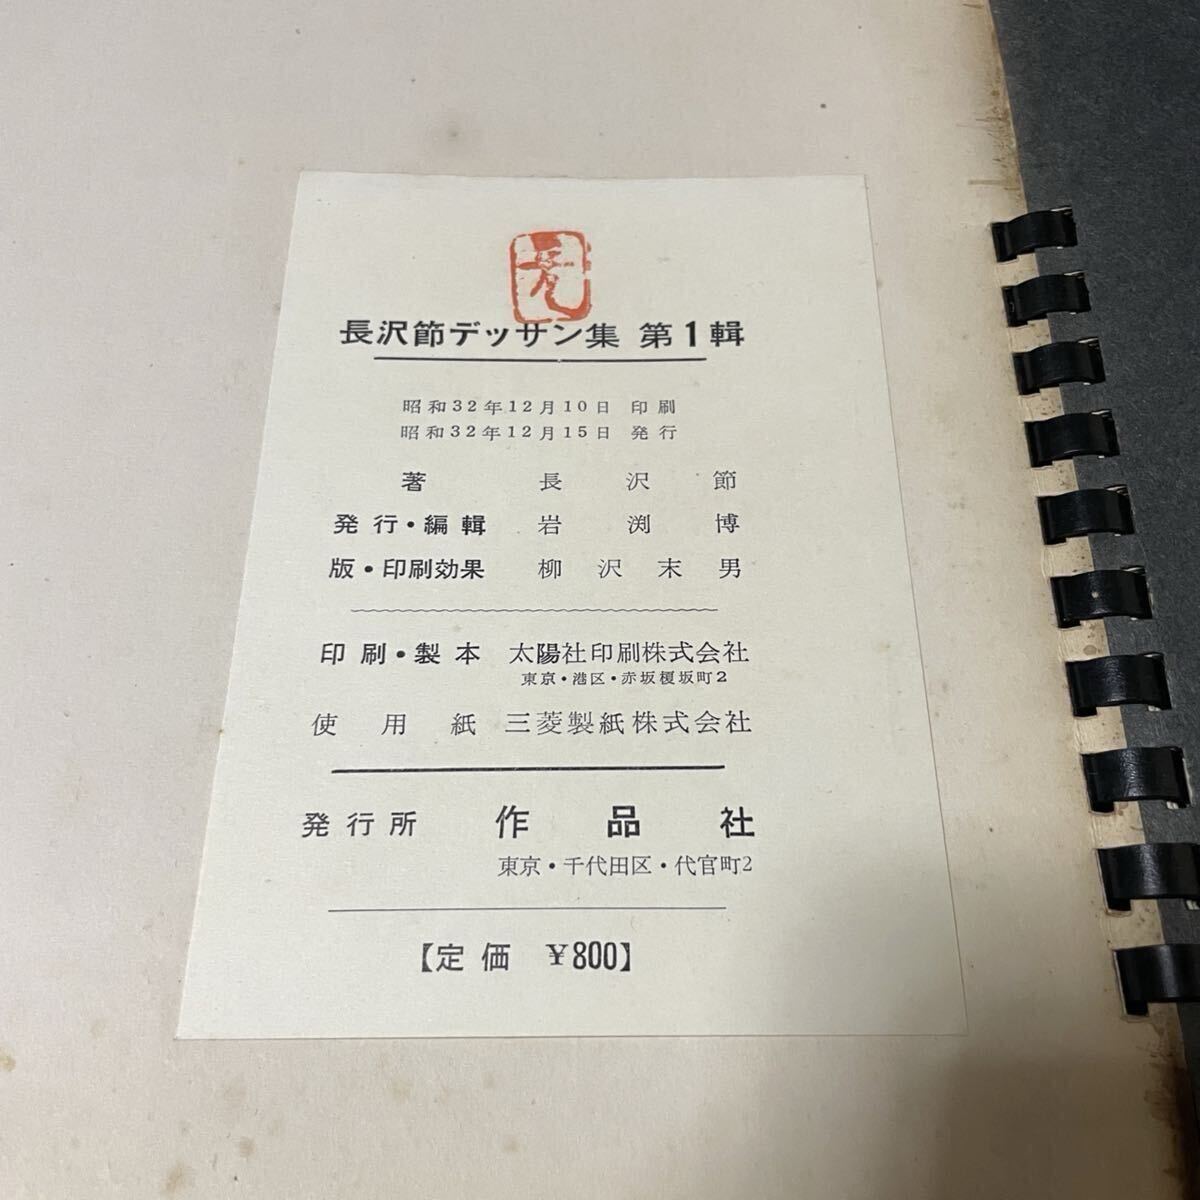 長沢節デッサン集 第1輯
昭和32年12月10日 印刷
昭和32年12月15日 発行
著 長沢節
発行・編輯 岩渕博
版・印刷効果 柳沢末男
印刷・製本 太陽社印刷株式会社
東京・港区・赤坂榎坂町2
使用紙 三菱製紙株式会社
発行所 作品社
東京・千代田区・代官町2
【定価 ¥800】